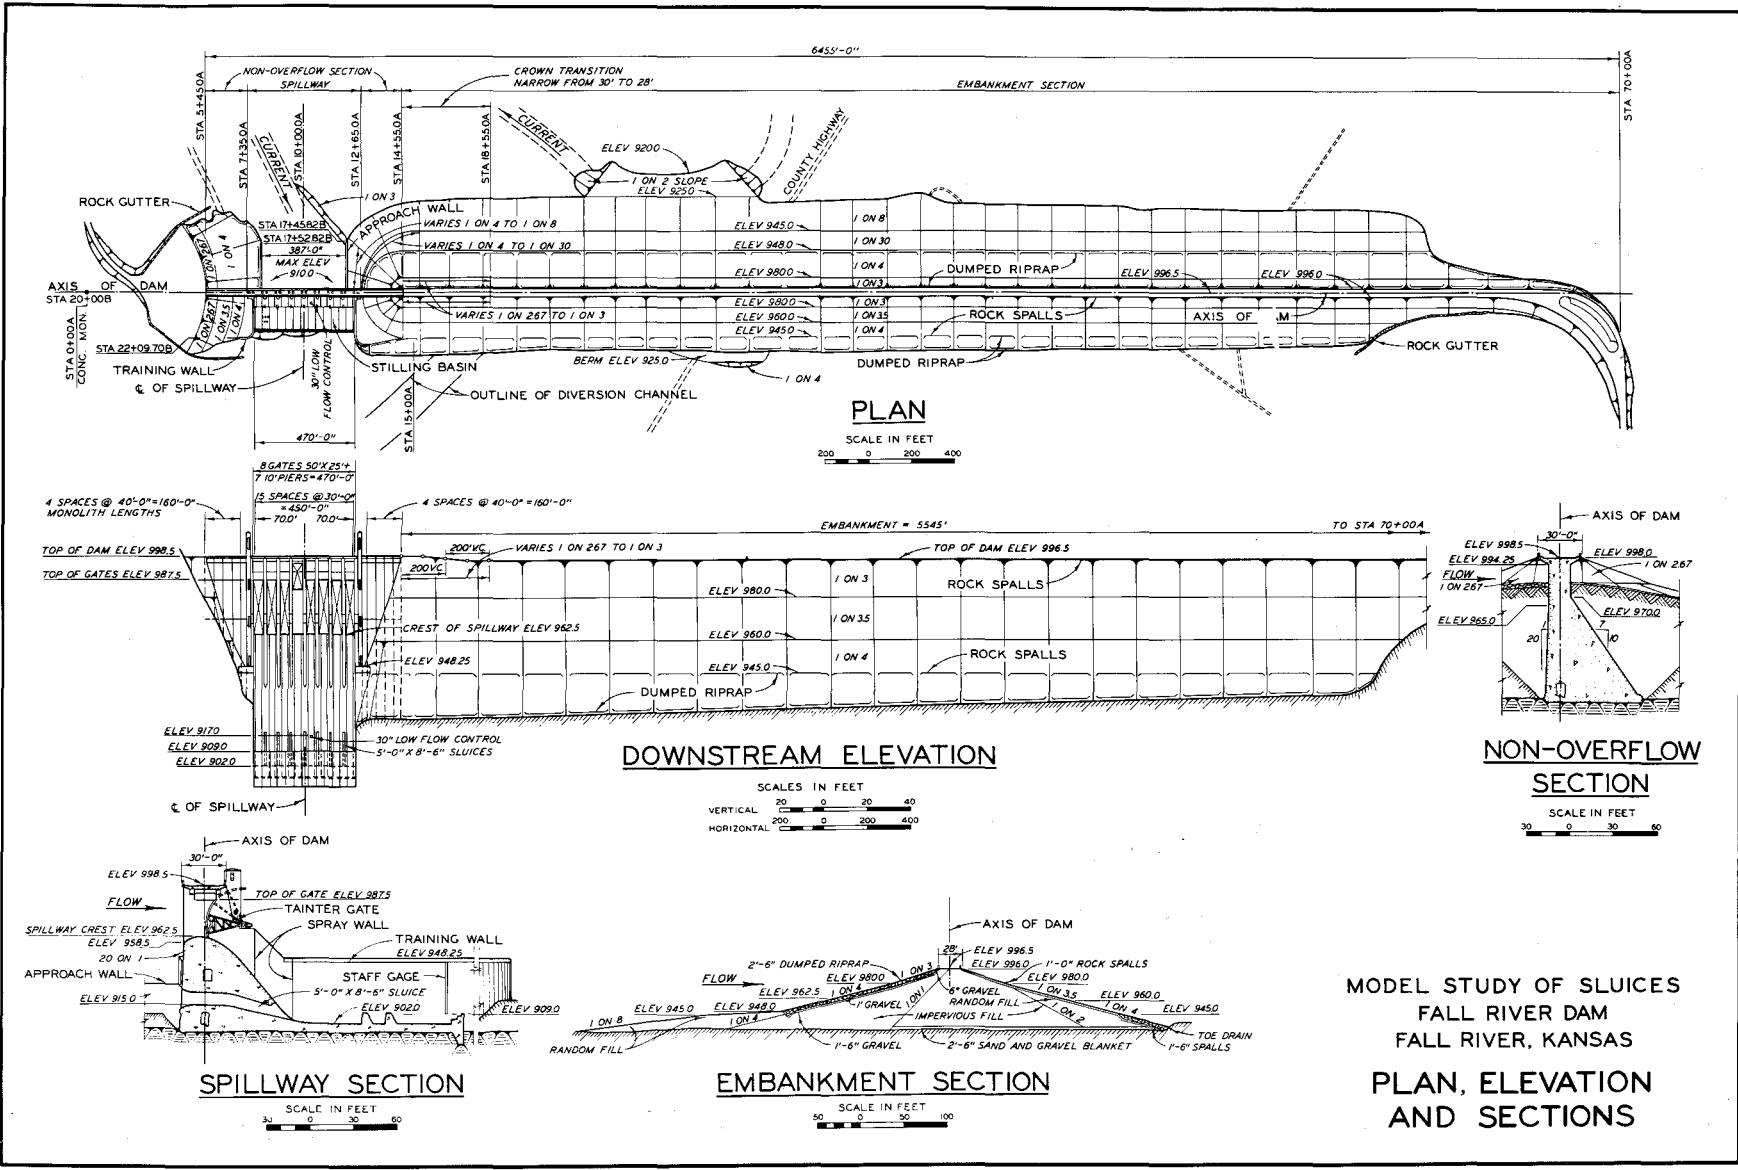 6455'-0"
NON-OVERFLOW SECTION
SPILLWAY
CROWN TRANSITION
NARROW FROM 30' TO 28'
EMBANKMENT SECTION
STA 5+45.0A
STA 7+35.0A
STA 10+00.0A
STA 12+65.0A
STA 14+55.0A
STA 18+55.0A
STA 70+00A
CURRENT
CURRENT
COUNTY HIGHWAY
ELEV 920.0
1 ON 2 SLOPE
ELEV 925.0
ROCK GUTTER
1 ON 3
APPROACH WALL
STA 17+45.82B
STA 17+52.82B
387'-0"
MAX ELEV
910.0
1 ON 2.67
1 ON 4
VARIES 1 ON 4 TO 1 ON 8
VARIES 1 ON 4 TO 1 ON 30
ELEV 945.0
1 ON 8
ELEV 948.0
1 ON 30
ELEV 980.0
1 ON 4
DUMPED RIPRAP
1 ON 3
ELEV 996.5
ELEV 996.0
AXIS OF DAM
STA 20+00B
STA 0+00.0A
CONC. MON.
1 ON 2.67
1 ON 3.5
1 ON 4
VARIES 1 ON 2.67 TO 1 ON 3
ELEV 980.0
1 ON 3
ELEV 960.0
1 ON 3.5
ELEV 945.0
1 ON 4
ROCK SPALLS
AXIS OF M
STA 22+09.70B
TRAINING WALL
℄ OF SPILLWAY
30" LOW
FLOW CONTROL
STILLING BASIN
OUTLINE OF DIVERSION CHANNEL
STA 15+00A
BERM ELEV 925.0
1 ON 4
DUMPED RIPRAP
ROCK GUTTER
PLAN
SCALE IN FEET
200 0 200 400
470'-0"
8 GATES 50'X 25'+
7 10' PIERS=470'-0"
15 SPACES @ 30'-0"
= 450'-0"
70.0' 70.0'
4 SPACES @ 40'-0"=160'-0"
MONOLITH LENGTHS
4 SPACES @ 40'-0" =160'-0"
EMBANKMENT = 5545'
TO STA 70+00A
TOP OF DAM ELEV 998.5
TOP OF GATES ELEV 987.5
200'VC
200'VC
VARIES 1 ON 2.67 TO 1 ON 3
TOP OF DAM ELEV 996.5
1 ON 3
ROCK SPALLS
ELEV 980.0
1 ON 3.5
CREST OF SPILLWAY ELEV 962.5
ELEV 960.0
ELEV 948.25
1 ON 4
ROCK SPALLS
ELEV 945.0
DUMPED RIPRAP
ELEV 917.0
ELEV 909.0
ELEV 902.0
30" LOW FLOW CONTROL
5'-0" X 8'-6" SLUICES
℄ OF SPILLWAY
DOWNSTREAM ELEVATION
SCALES IN FEET
VERTICAL 20 0 20 40
HORIZONTAL 200 0 200 400
AXIS OF DAM
30'-0"
ELEV 998.5
ELEV 994.25
FLOW
1 ON 2.67
ELEV 998.0
1 ON 2.67
ELEV 965.0
ELEV 970.0
1
20
7
10
NON-OVERFLOW
SECTION
SCALE IN FEET
30 0 30 60
AXIS OF DAM
30'-0"
ELEV 998.5
FLOW
TOP OF GATE ELEV 987.5
TAINTER GATE
SPRAY WALL
SPILLWAY CREST ELEV 962.5
ELEV 958.5
20 ON 1
TRAINING WALL
ELEV 948.25
APPROACH WALL
STAFF GAGE
5'-0" X 8'-6" SLUICE
ELEV 915.0
ELEV 902.0
ELEV 909.0
SPILLWAY SECTION
SCALE IN FEET
30 0 30 60
AXIS OF DAM
28'
ELEV 996.5
ELEV 996.0
1'-0" ROCK SPALLS
2'-6" DUMPED RIPRAP
1 ON 3
FLOW
ELEV 980.0
ELEV 980.0
1 ON 4
ELEV 962.5
1' GRAVEL
1 ON 1
6" GRAVEL
RANDOM FILL
1 ON 3.5
ELEV 960.0
ELEV 945.0
ELEV 948.0
1 ON 4
ELEV 945.0
1 ON 8
1 ON 4
IMPERVIOUS FILL
1 ON 2
RANDOM FILL
1'-6" GRAVEL
2'-6" SAND AND GRAVEL BLANKET
TOE DRAIN
1'-6" SPALLS
EMBANKMENT SECTION
SCALE IN FEET
50 0 50 100
MODEL STUDY OF SLUICES
FALL RIVER DAM
FALL RIVER, KANSAS
PLAN, ELEVATION
AND SECTIONS